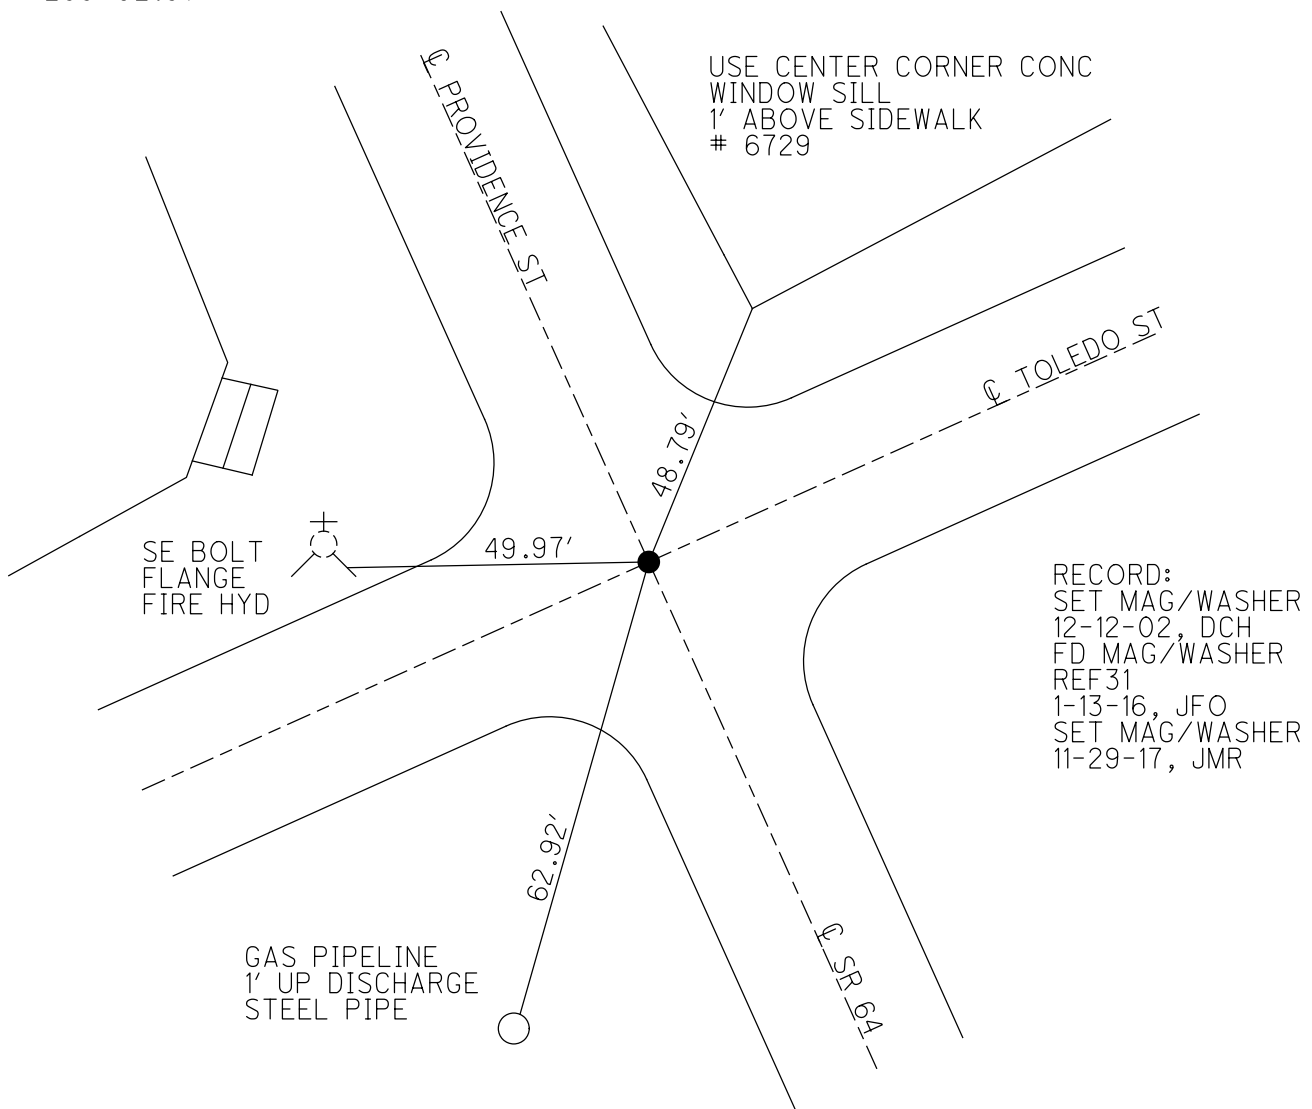 ℄ PROVIDENCE ST
USE CENTER CORNER CONC
WINDOW SILL
1' ABOVE SIDEWALK
# 6729
℄ TOLEDO ST
48.79'
49.97'
SE BOLT
FLANGE
FIRE HYD
RECORD:
SET MAG/WASHER
12-12-02, DCH
FD MAG/WASHER
REF31
1-13-16, JFO
SET MAG/WASHER
11-29-17, JMR
62.92'
GAS PIPELINE
1' UP DISCHARGE
STEEL PIPE
℄ SR 64